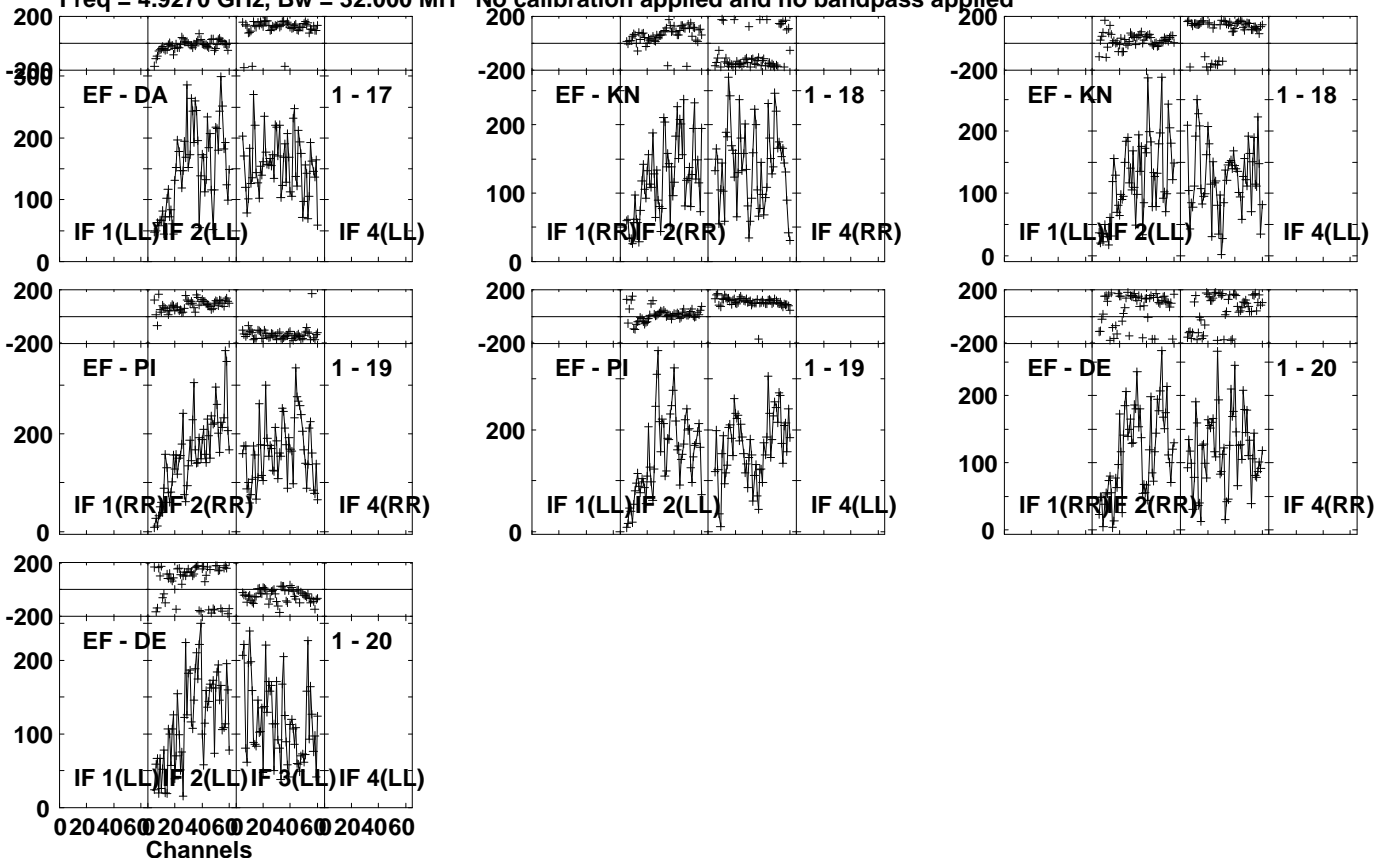 Freq = 4.9270 GHz, Bw = 32.000 MH No calibration applied and no bandpass applied
200 200 200
-200 -200 -200
300
EF - DA 1 - 17 EF - KN 1 - 18 EF - KN 1 - 18
200 200 200
100 100 100
IF 1(LL) IF 2(LL) IF 4(LL) IF 1(RR) IF 2(RR) IF 4(RR) IF 1(LL) IF 2(LL) IF 4(LL)
0 0 0
200 200 200
-200 -200 -200
EF - PI 1 - 19 EF - PI 1 - 19 EF - DE 1 - 20
200 200 200
100
IF 1(RR) IF 2(RR) IF 4(RR) IF 1(LL) IF 2(LL) IF 4(LL) IF 1(RR) IF 2(RR) IF 4(RR)
0 0 0
200
-200
EF - DE 1 - 20
200
100
IF 1(LL) IF 2(LL) IF 3(LL) IF 4(LL)
0
0 20 40 60 0 20 40 60 0 20 40 60 0 20 40 60
Channels